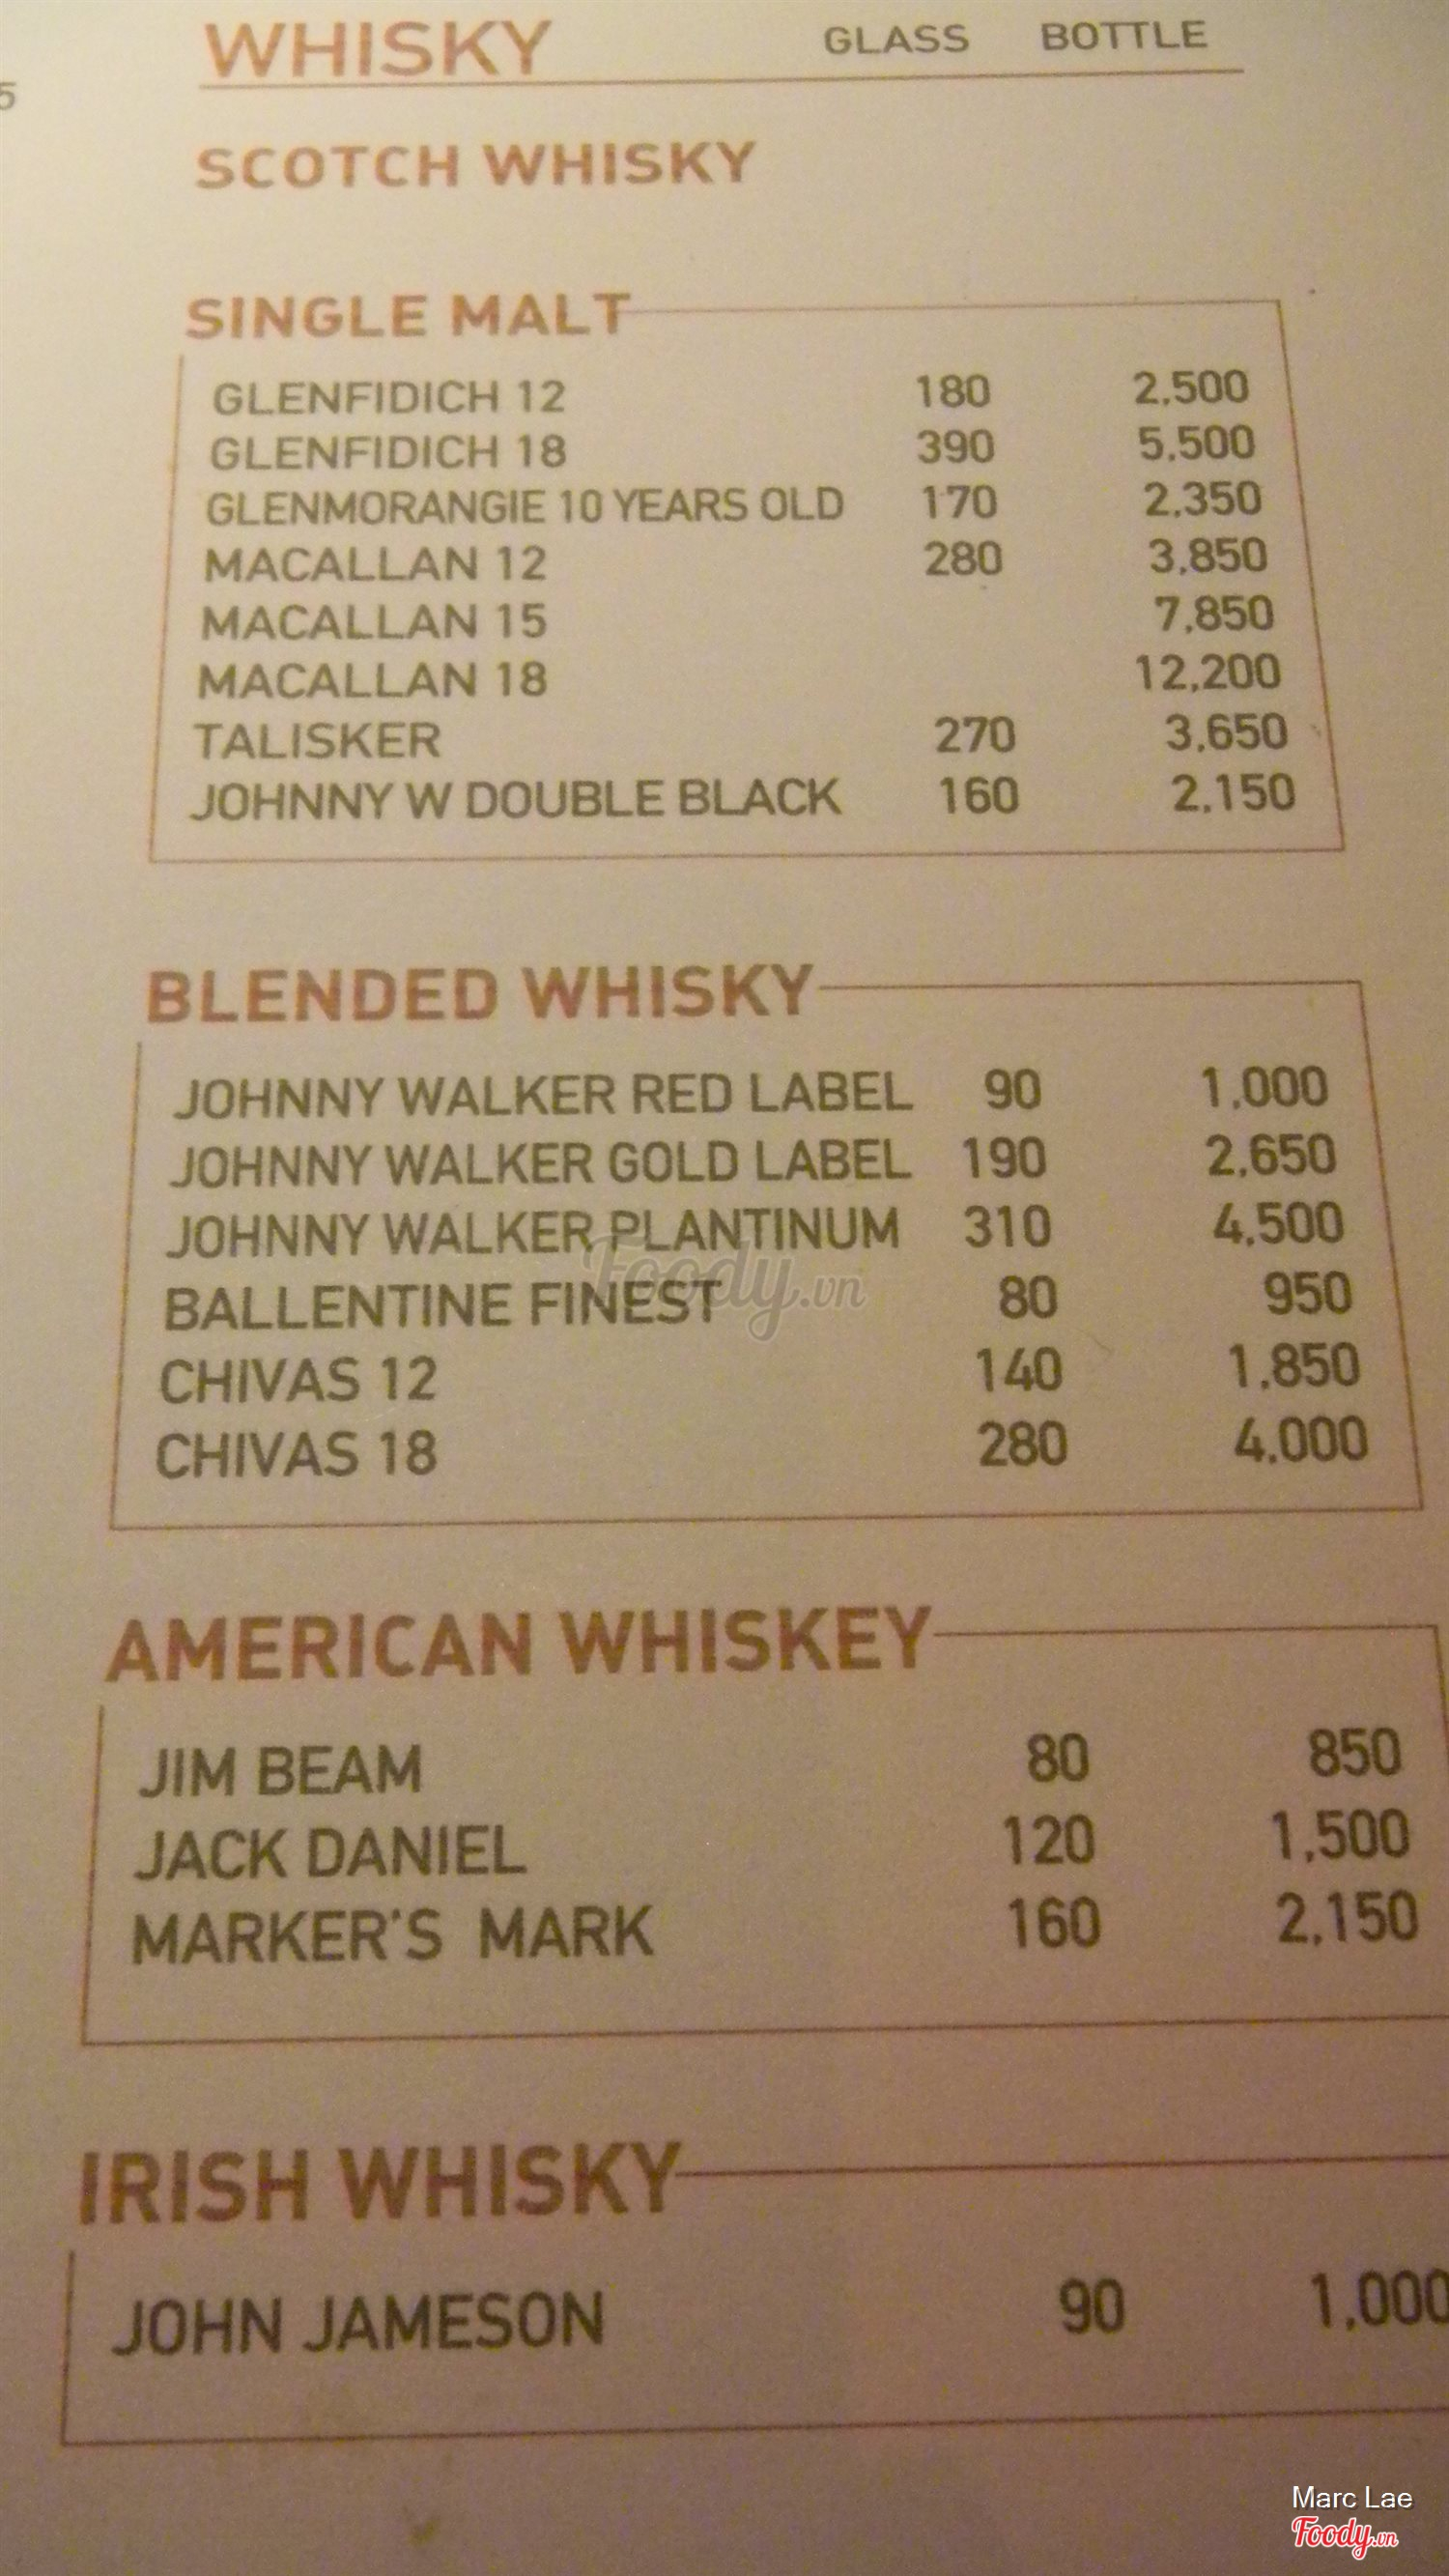 WHISKY GLASS BOTTLE
5
SCOTCH WHISKY
SINGLE MALT
GLENFIDICH 12 180 2,500
GLENFIDICH 18 390 5,500
GLENMORANGIE 10 YEARS OLD 170 2,350
MACALLAN 12 280 3,850
MACALLAN 15 7,850
MACALLAN 18 12,200
TALISKER 270 3,650
JOHNNY W DOUBLE BLACK 160 2,150
BLENDED WHISKY
JOHNNY WALKER RED LABEL 90 1,000
JOHNNY WALKER GOLD LABEL 190 2,650
JOHNNY WALKER PLANTINUM 310 4,500
Foody.vn
BALLENTINE FINEST 80 950
CHIVAS 12 140 1,850
CHIVAS 18 280 4,000
AMERICAN WHISKEY
JIM BEAM 80 850
JACK DANIEL 120 1,500
MARKER'S MARK 160 2,150
IRISH WHISKY
JOHN JAMESON 90 1,000
Marc Lae
Foody.vn